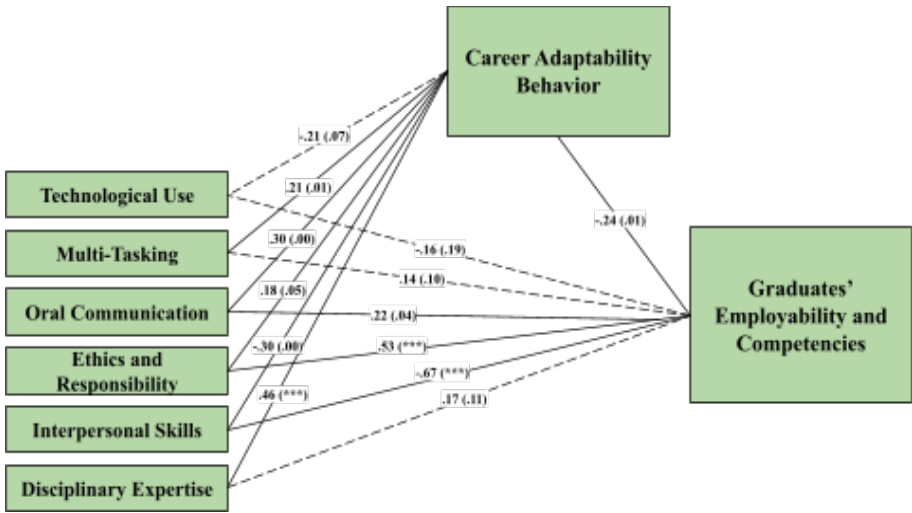 Career Adaptability
Behavior
-.21 (.07)
Technological Use
.21 (.01)
-.24 (.01)
Multi-Tasking
.30 (.00)
-.16 (.19)
.14 (.10)
Oral Communication
.18 (.05)
.22 (.04)
Graduates’
Employability and
Competencies
Ethics and
Responsibility
-.30 (.00)
.53 (***)
-.67 (***)
.46 (***)
.17 (.11)
Interpersonal Skills
Disciplinary Expertise